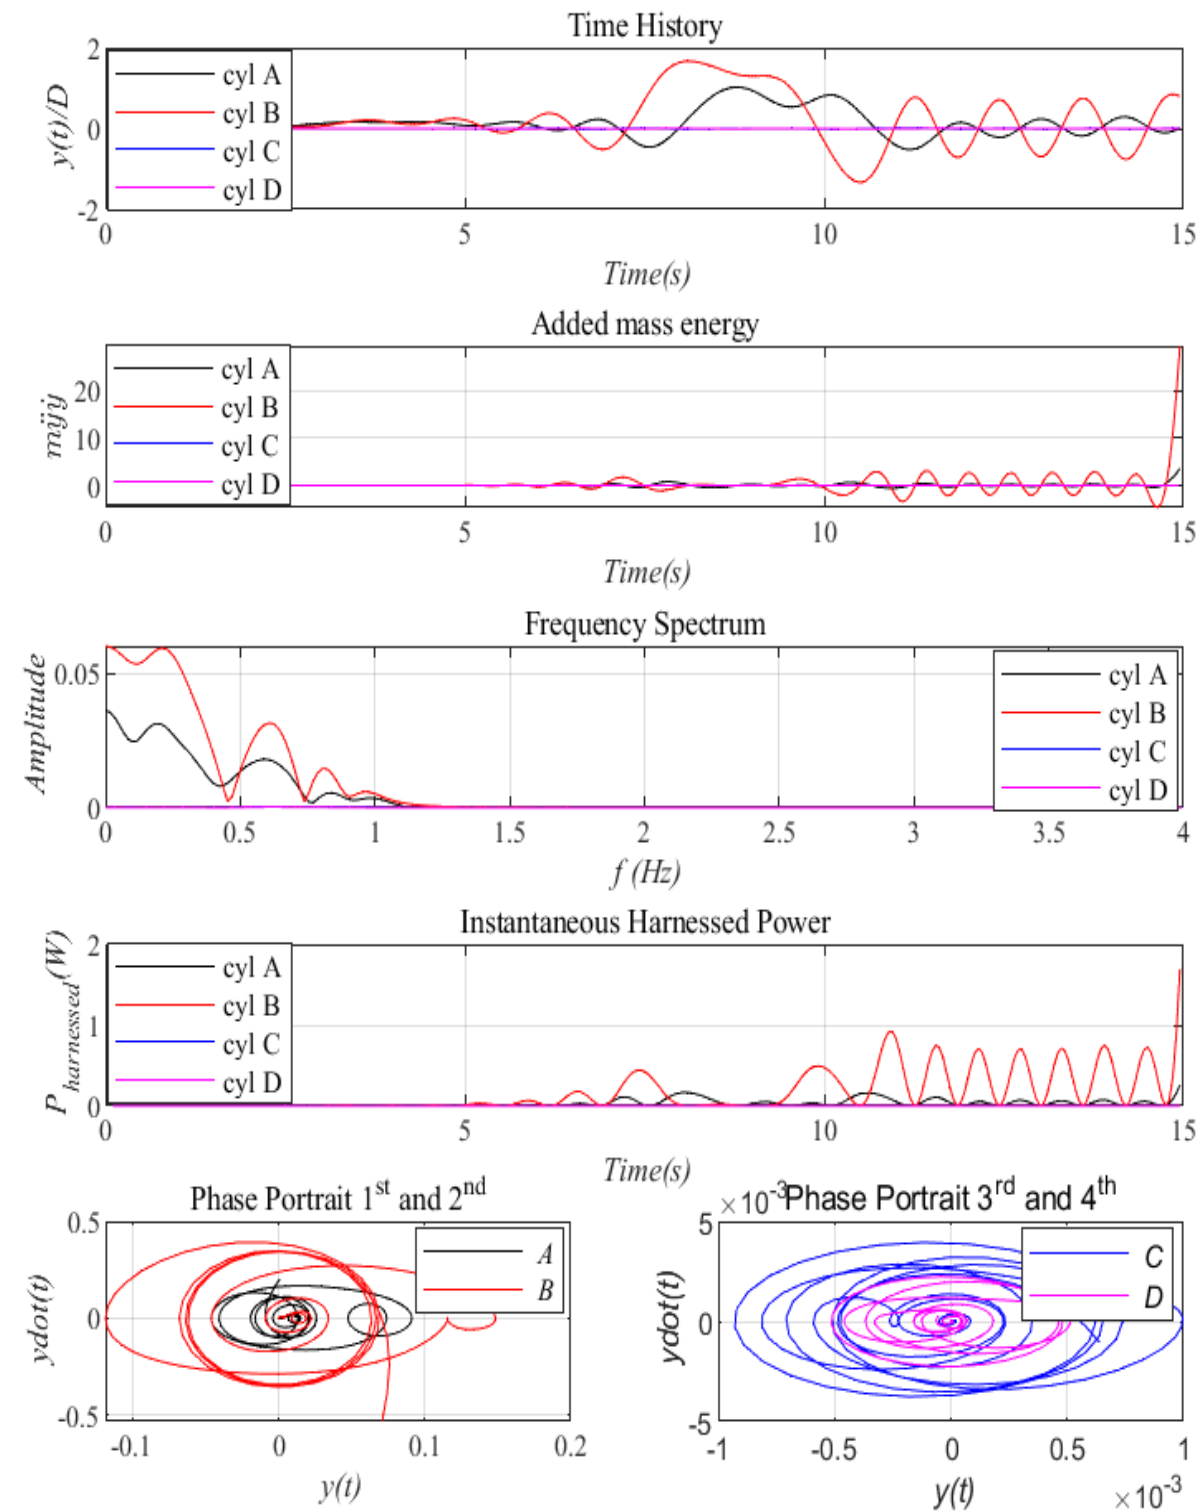 Time History
y(t)/D
2
0
-2
cyl A
cyl B
cyl C
cyl D
0 5 10 15
Time(s)
Added mass energy
mÿẏ
20
10
0
cyl A
cyl B
cyl C
cyl D
0 5 10 15
Time(s)
Frequency Spectrum
Amplitude
0.05
0
cyl A
cyl B
cyl C
cyl D
0 0.5 1 1.5 2 2.5 3 3.5 4
f (Hz)
Instantaneous Harnessed Power
P harnessed (W)
2
1
0
cyl A
cyl B
cyl C
cyl D
0 5 10 15
Time(s)
Phase Portrait 1st and 2nd
ydot(t)
0.5
0
-0.5
A
B
-0.1 0 0.1 0.2
y(t)
×10-3
Phase Portrait 3rd and 4th
ydot(t)
5
0
-5
C
D
-1 -0.5 0 0.5 1
y(t)
×10-3